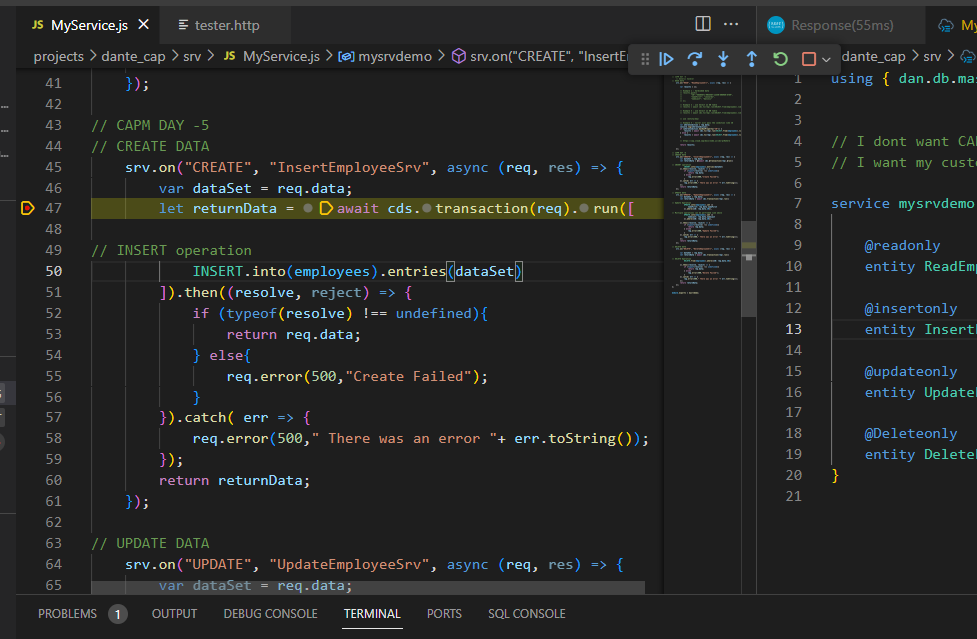 JS MyService.js
tester.http
Response(55ms)
projects > dante_cap > srv > JS MyService.js > mysrvdemo > srv.on("CREATE", "InsertE
dante_cap > srv >
41 });
42
43 // CAPM DAY -5
44 // CREATE DATA
45 srv.on("CREATE", "InsertEmployeeSrv", async (req, res) => {
46 var dataSet = req.data;
47 let returnData = await cds.transaction(req).run([
48
49 // INSERT operation
50 INSERT.into(employees).entries(dataSet)
51 ]).then((resolve, reject) => {
52 if (typeof(resolve) !== undefined){
53 return req.data;
54 } else{
55 req.error(500,"Create Failed");
56 }
57 }).catch( err => {
58 req.error(500," There was an error "+ err.toString());
59 });
60 return returnData;
61 });
62
63 // UPDATE DATA
64 srv.on("UPDATE", "UpdateEmployeeSrv", async (req, res) => {
65 var dataSet = req.data;
1 using { dan.db.mas
2
3
4 // I dont want CAP
5 // I want my custo
6
7 service mysrvdemo
8
9 @readonly
10 entity ReadEmp
11
12 @insertonly
13 entity Insert
14
15 @updateonly
16 entity Update
17
18 @Deleteonly
19 entity Delete
20 }
21
PROBLEMS 1 OUTPUT DEBUG CONSOLE TERMINAL PORTS SQL CONSOLE